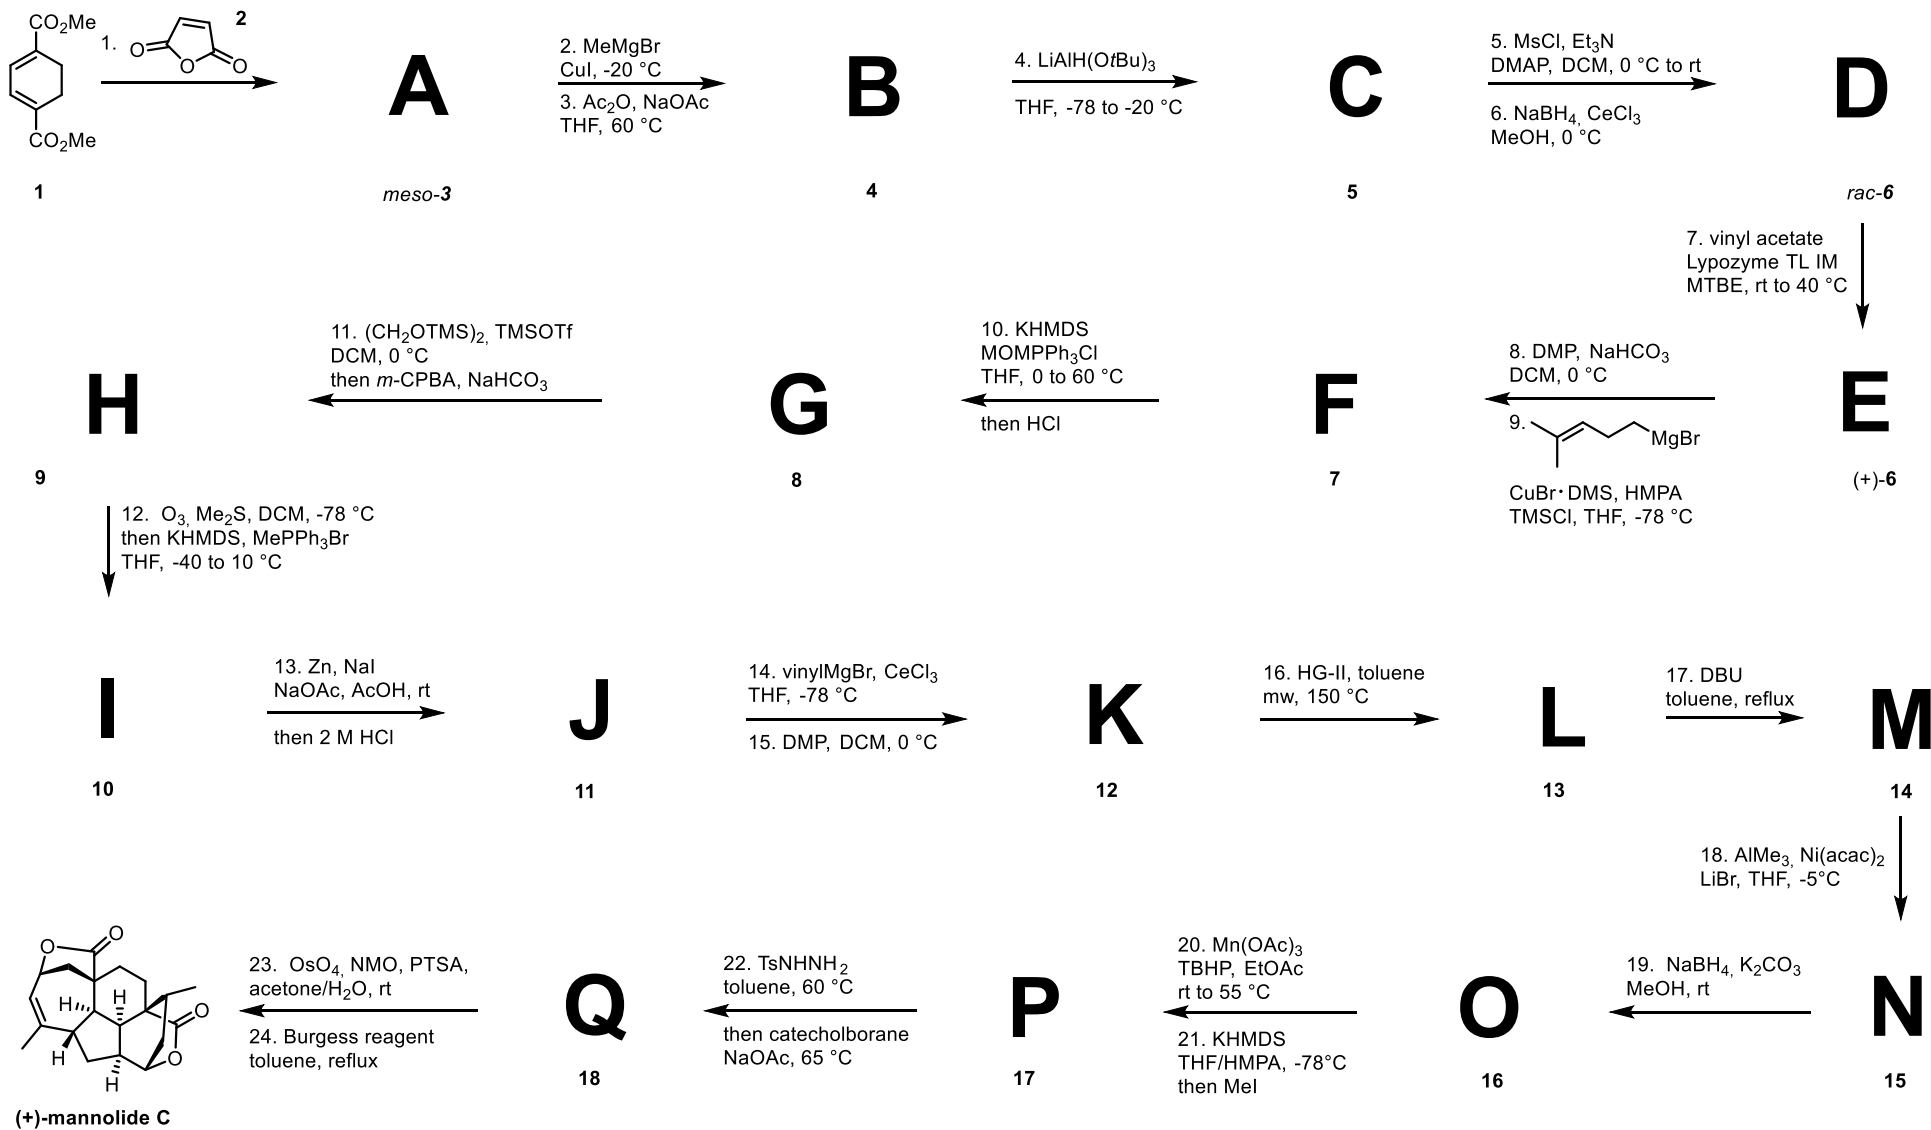 CO2Me
CO2Me
1
1.
O
O
O
2
A
meso-3
2. MeMgBr
CuI, -20 °C
3. Ac2O, NaOAc
THF, 60 °C
B
4
4. LiAlH(OtBu)3
THF, -78 to -20 °C
C
5
5. MsCl, Et3N
DMAP, DCM, 0 °C to rt
6. NaBH4, CeCl3
MeOH, 0 °C
D
rac-6
7. vinyl acetate
Lypozyme TL IM
MTBE, rt to 40 °C
E
(+)-6
8. DMP, NaHCO3
DCM, 0 °C
9.
MgBr
CuBr·DMS, HMPA
TMSCl, THF, -78 °C
F
7
10. KHMDS
MOMPPh3Cl
THF, 0 to 60 °C
then HCl
G
8
11. (CH2OTMS)2, TMSOTf
DCM, 0 °C
then m-CPBA, NaHCO3
H
9
12. O3, Me2S, DCM, -78 °C
then KHMDS, MePPh3Br
THF, -40 to 10 °C
I
10
13. Zn, NaI
NaOAc, AcOH, rt
then 2 M HCl
J
11
14. vinylMgBr, CeCl3
THF, -78 °C
15. DMP, DCM, 0 °C
K
12
16. HG-II, toluene
mw, 150 °C
L
13
17. DBU
toluene, reflux
M
14
18. AlMe3, Ni(acac)2
LiBr, THF, -5°C
N
15
19. NaBH4, K2CO3
MeOH, rt
O
16
20. Mn(OAc)3
TBHP, EtOAc
rt to 55 °C
21. KHMDS
THF/HMPA, -78°C
then MeI
P
17
22. TsNHNH2
toluene, 60 °C
then catecholborane
NaOAc, 65 °C
Q
18
23. OsO4, NMO, PTSA,
acetone/H2O, rt
24. Burgess reagent
toluene, reflux
O
O
H
H
O
O
H
H
(+)-mannolide C